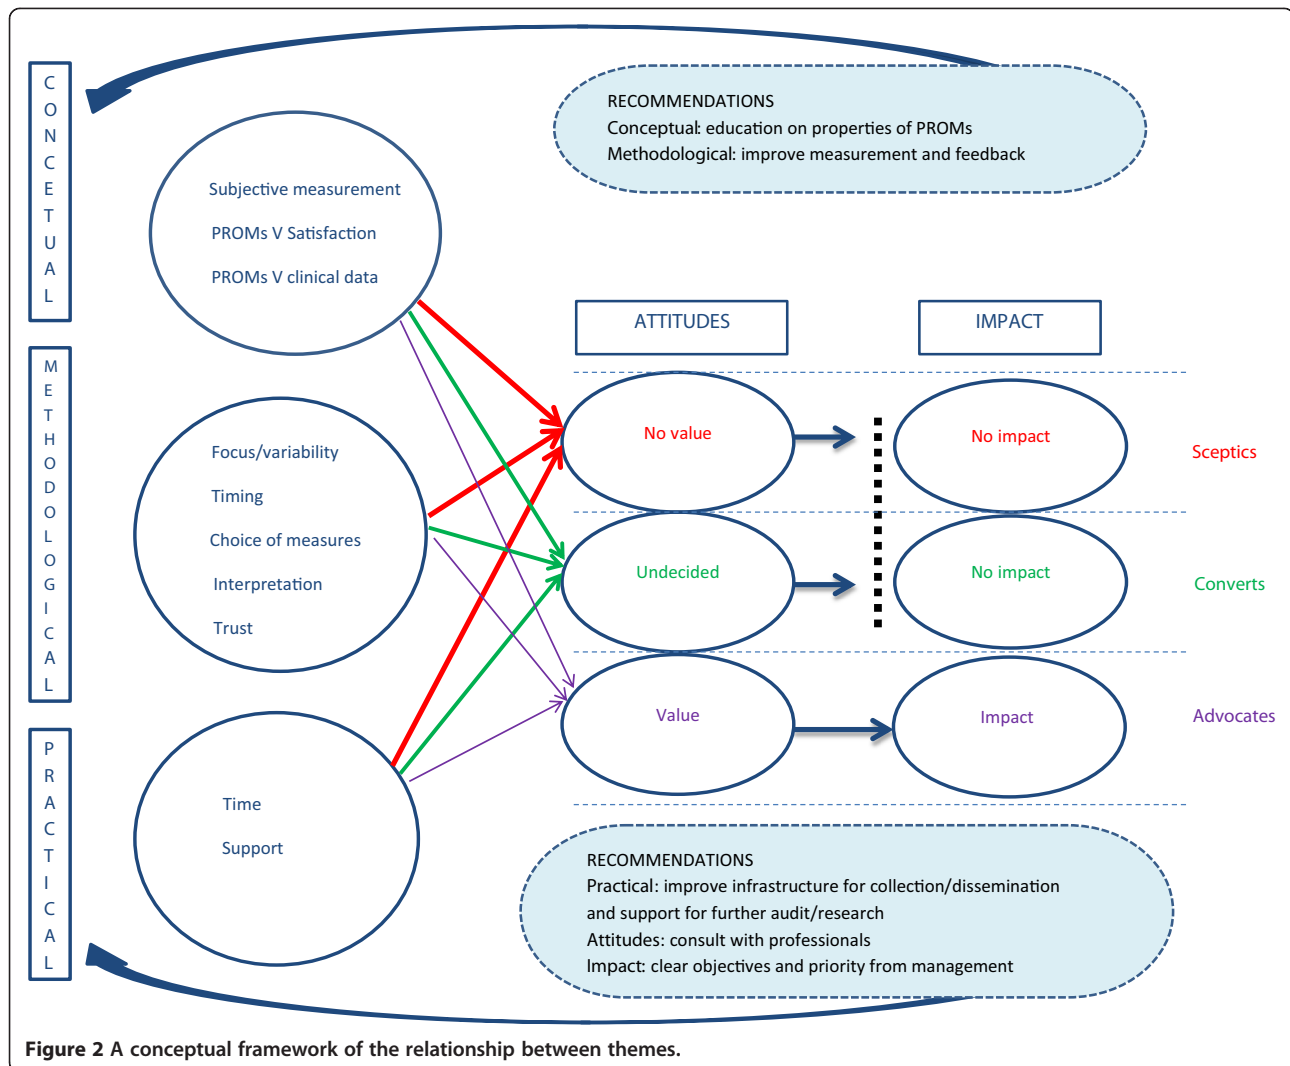 CONCETUAL
RECOMMENDATIONS
Conceptual: education on properties of PROMs
Methodological: improve measurement and feedback
Subjective measurement
PROMs V Satisfaction
PROMs V clinical data
METHODOLOGICAL
ATTITUDES
IMPACT
Focus/variability
Timing
Choice of measures
Interpretation
Trust
No value
No impact
Sceptics
Undecided
No impact
Converts
Value
Impact
Advocates
PRACTICAL
Time
Support
RECOMMENDATIONS
Practical: improve infrastructure for collection/dissemination
and support for further audit/research
Attitudes: consult with professionals
Impact: clear objectives and priority from management
Figure 2 A conceptual framework of the relationship between themes.